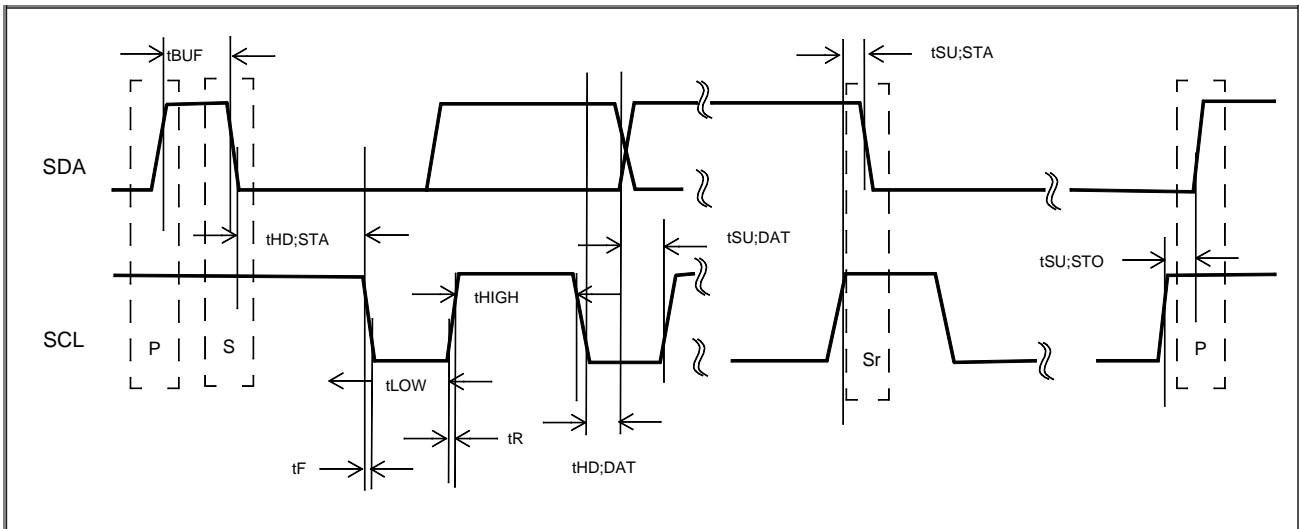 tBUF
tSU;STA
SDA
tHD;STA
tSU;DAT
tSU;STO
tHIGH
SCL
P
S
Sr
P
tLOW
tR
tF
tHD;DAT